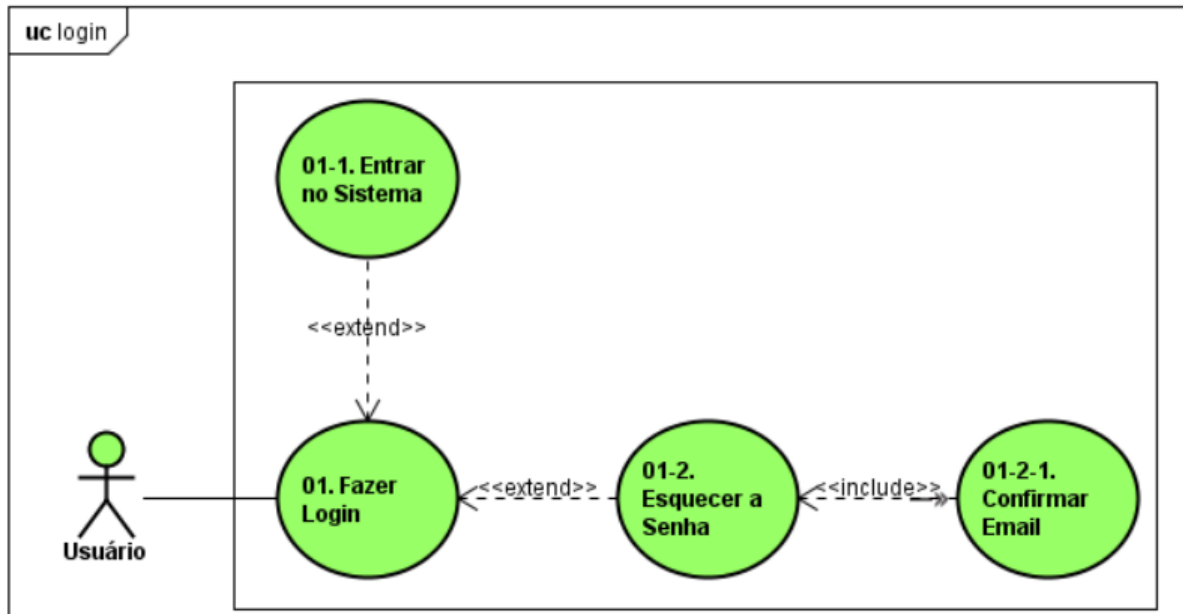 uc login
01-1. Entrar
no Sistema
<<extend>>
01. Fazer
Login
<<extend>>
01-2.
Esquecer a
Senha
<<include>>
01-2-1.
Confirmar
Email
Usuário